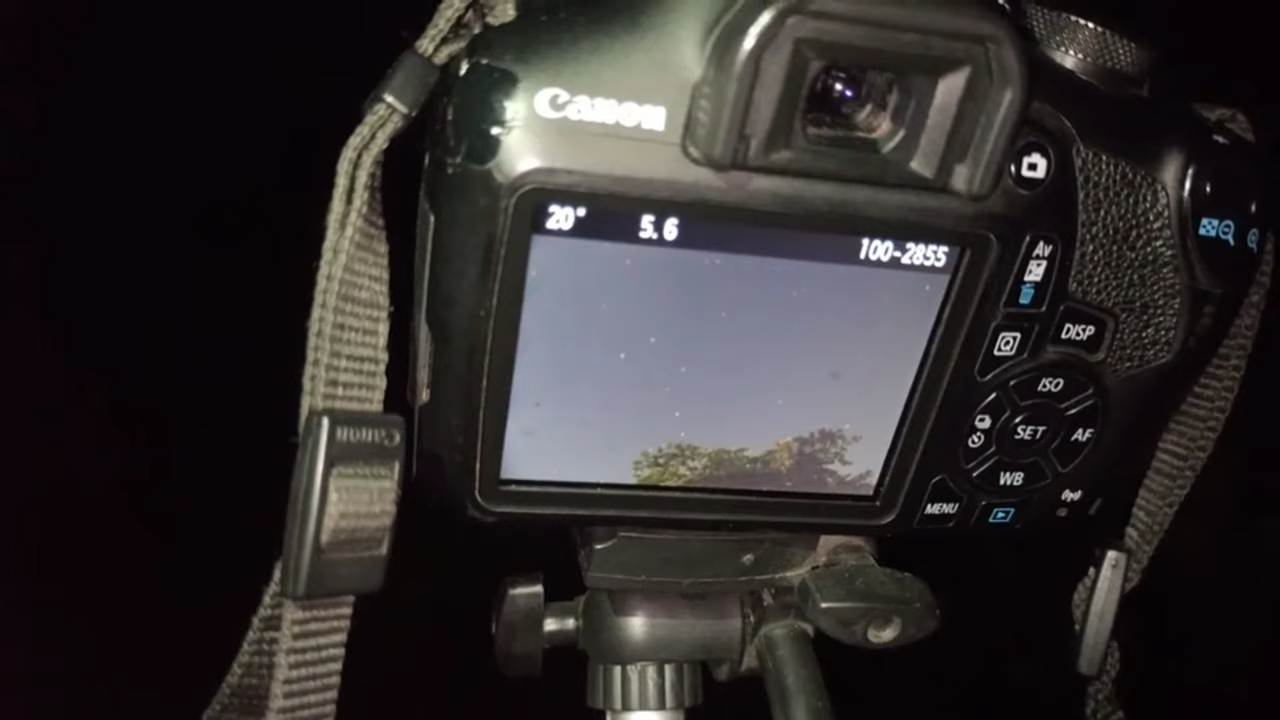 Canon
20" 5.6 100-2855
Av
DISP
Q
ISO
SET
AF
WB
MENU
Canon